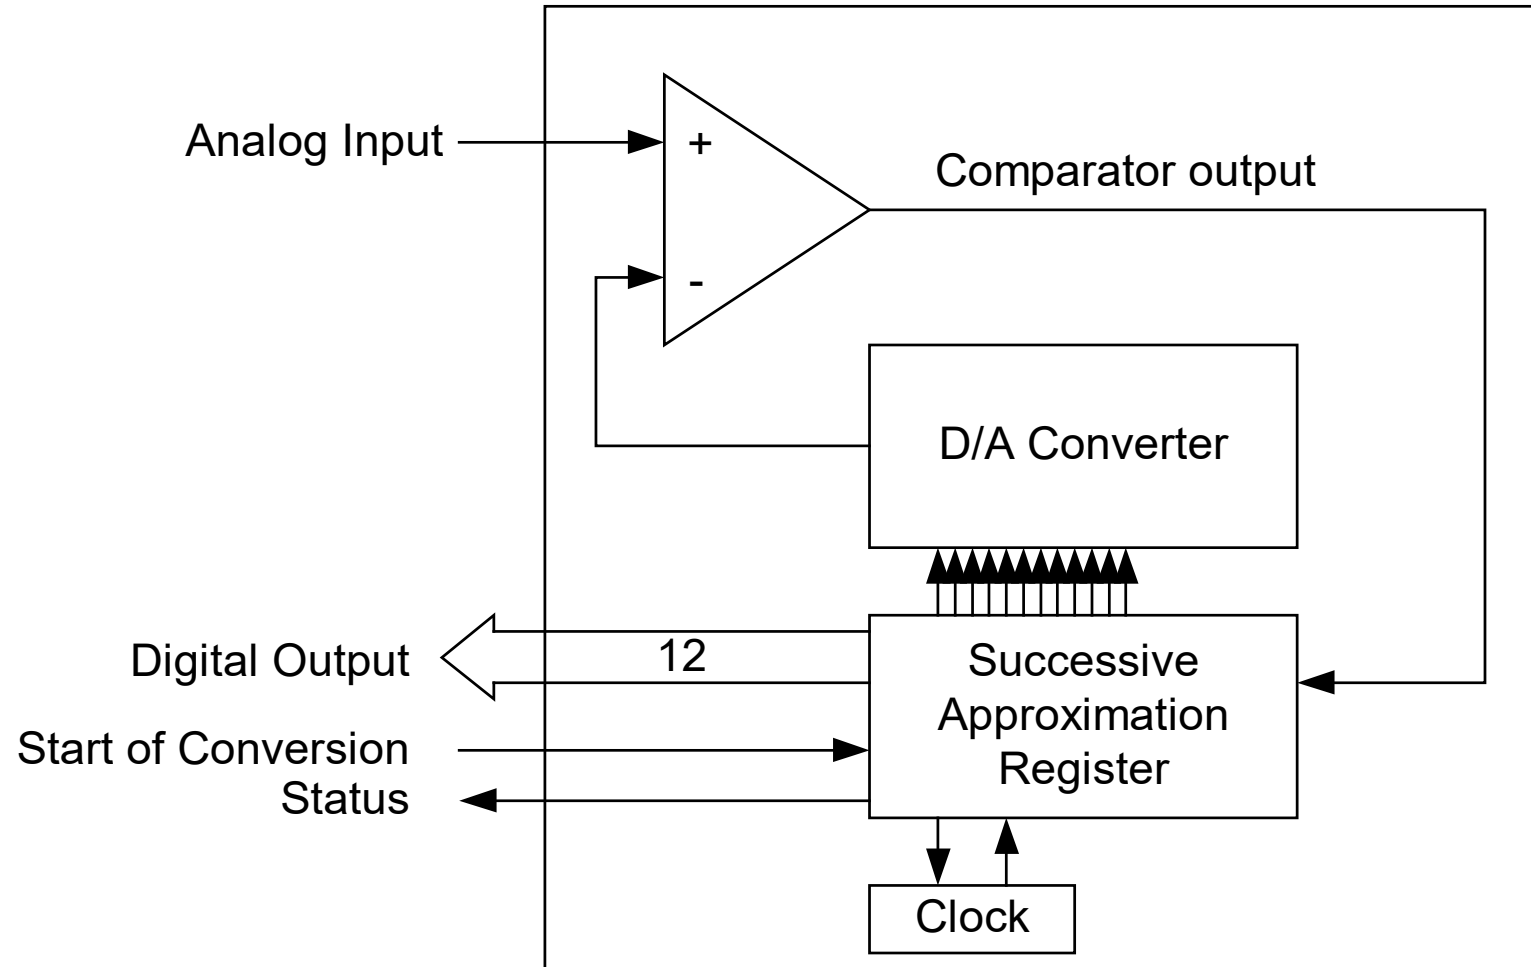 Analog Input
+
Comparator output
-
D/A Converter
Digital Output
12
Successive
Approximation
Register
Start of Conversion
Status
Clock